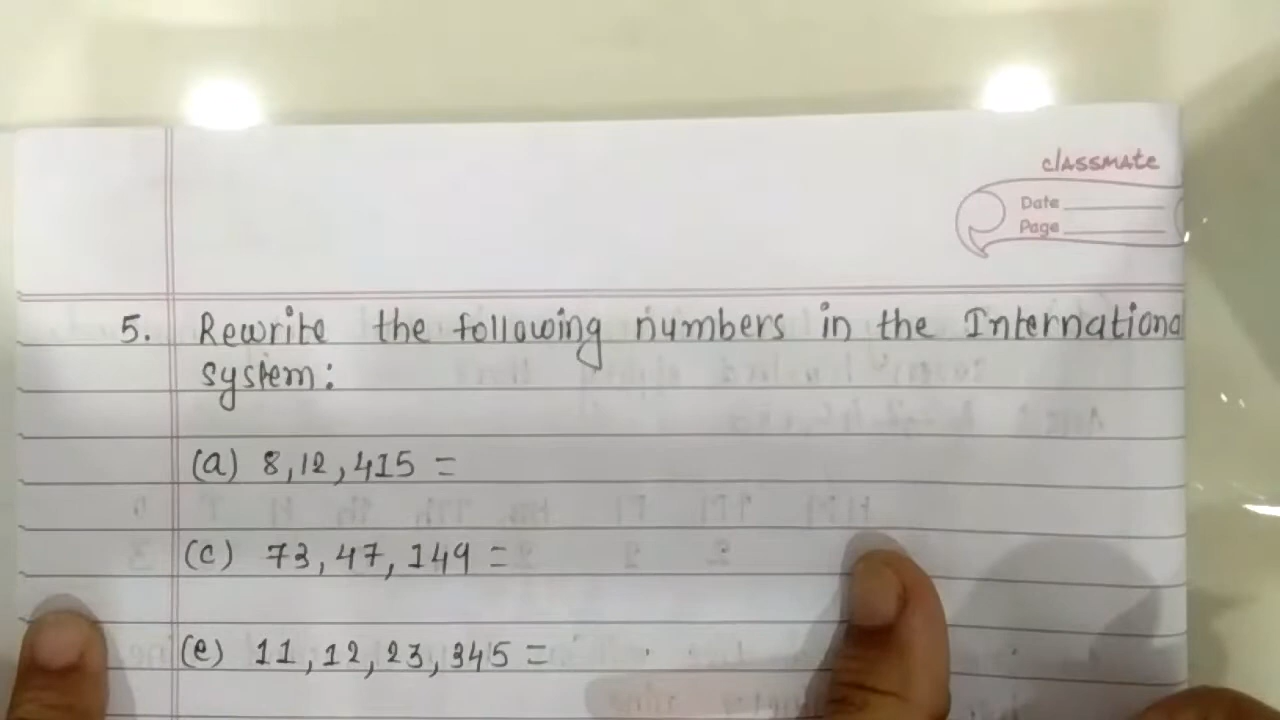 classmate
Date
Page
5. Rewrite the following numbers in the Internationa
system:
(a) 8,12,415 =
(c) 73,47,149 =
(e) 11,12,23,345 =